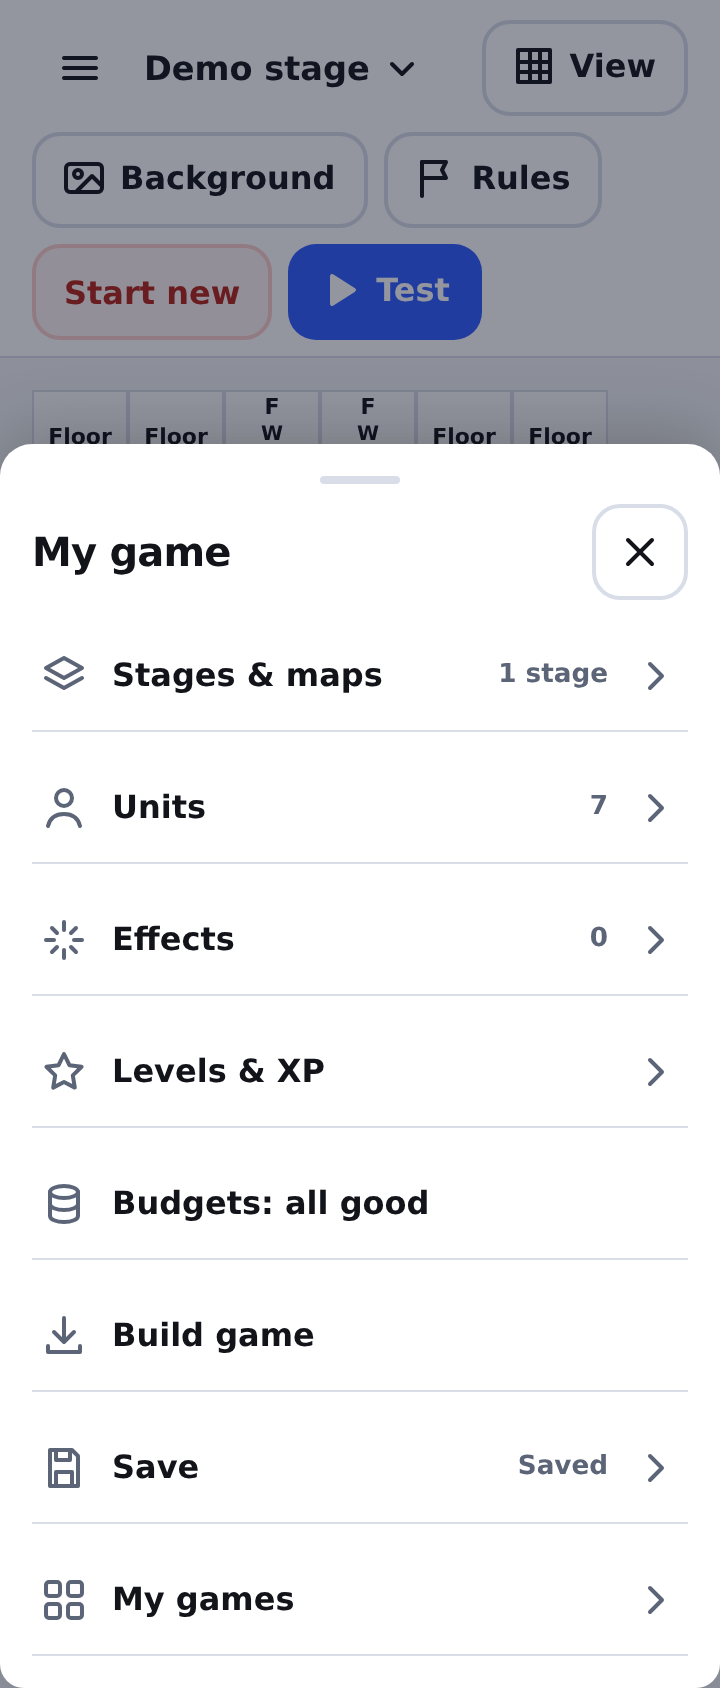 Demo stage
View
Background
Rules
Start new
Test
Floor Floor F W F W Floor Floor
My game
Stages & maps 1 stage
Units 7
Effects 0
Levels & XP
Budgets: all good
Build game
Save Saved
My games